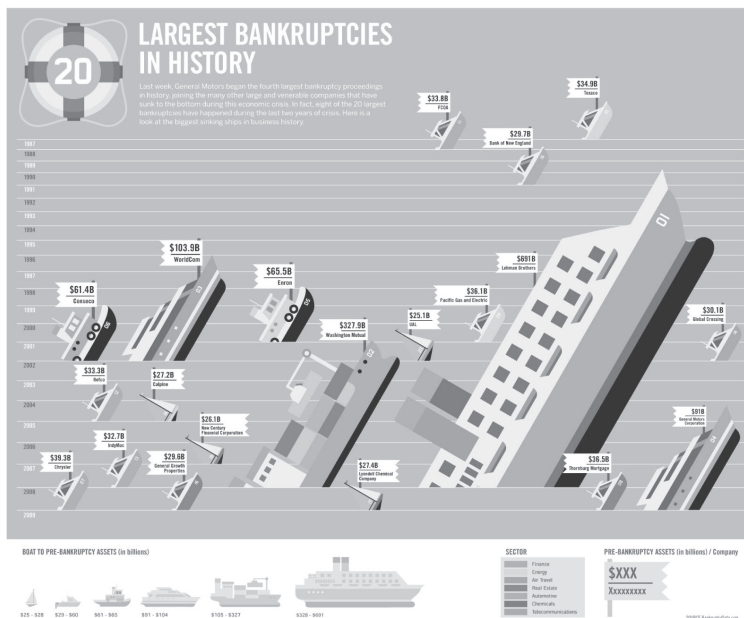 20
LARGEST BANKRUPTCIES
IN HISTORY
Last week, General Motors began the fourth largest bankruptcy proceedings
in history, joining the many other large and venerable companies that have
sunk to the bottom during this economic crisis. In fact, eight of the 20 largest
bankruptcies have happened during the last two years of crisis. Here is a
look at the biggest sinking ships in business history.
$34.9B
Texaco
$33.8B
FCOA
$29.7B
Bank of New England
1987
1988
1989
1990
1991
1992
1993
1994
1995
1996
1997
1998
1999
2000
2001
2002
2003
2004
2005
2006
2007
2008
2009
01
$691B
Lehman Brothers
$103.9B
WorldCom
03
$65.5B
Enron
05
$61.4B
Conseco
06
$36.1B
Pacific Gas and Electric
$30.1B
Global Crossing
$25.1B
UAL
$327.9B
Washington Mutual
02
$33.3B
Refco
$27.2B
Calpine
$26.1B
New Century
Financial Corporation
$91B
General Motors
Corporation
04
$32.7B
IndyMac
$39.3B
Chrysler
$29.6B
General Growth
Properties
$27.4B
Lyondell Chemical
Company
$36.5B
Thornburg Mortgage
BOAT TO PRE-BANKRUPTCY ASSETS (in billions)
$25 - $28
$29 - $60
$61 - $65
$91 - $104
$105 - $327
$328 - $691
SECTOR
Finance
Energy
Air Travel
Real Estate
Automotive
Chemicals
Telecommunications
PRE-BANKRUPTCY ASSETS (in billions) / Company
$XXX
Xxxxxxxxx